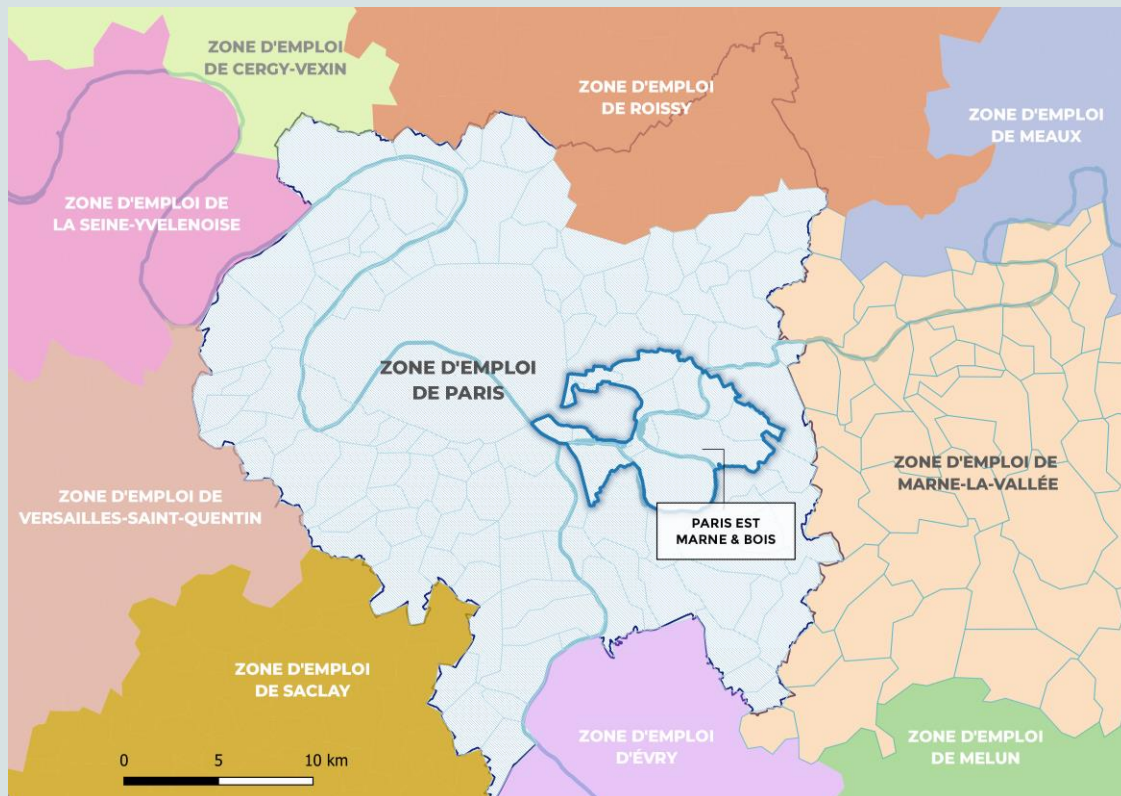 ZONE D'EMPLOI
DE CERGY-VEXIN
ZONE D'EMPLOI
DE ROISSY
ZONE D'EMPLOI
DE MEAUX
ZONE D'EMPLOI DE
LA SEINE-YVELENOISE
ZONE D'EMPLOI
DE PARIS
ZONE D'EMPLOI DE
MARNE-LA-VALLÉE
ZONE D'EMPLOI DE
VERSAILLES-SAINT-QUENTIN
PARIS EST
MARNE & BOIS
ZONE D'EMPLOI
DE SACLAY
ZONE D'EMPLOI
D'ÉVRY
ZONE D'EMPLOI
DE MELUN
0 5 10 km